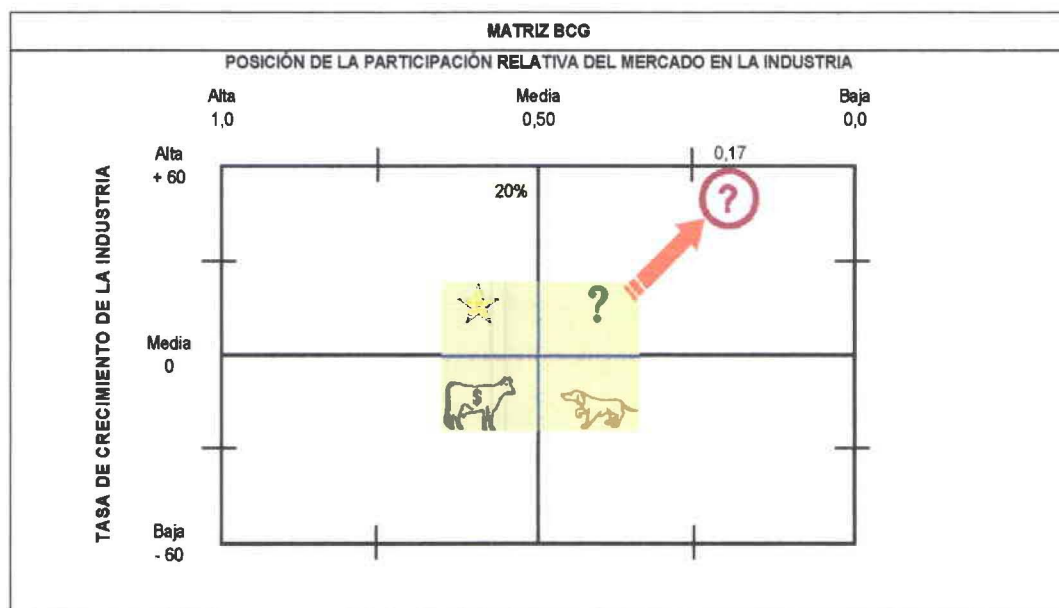 MATRIZ BCG
POSICIÓN DE LA PARTICIPACIÓN RELATIVA DEL MERCADO EN LA INDUSTRIA
Alta
1,0
Media
0,50
Baja
0,0
TASA DE CRECIMIENTO DE LA INDUSTRIA
Alta
+ 60
0,17
20%
?
?
Media
0
$
Baja
- 60